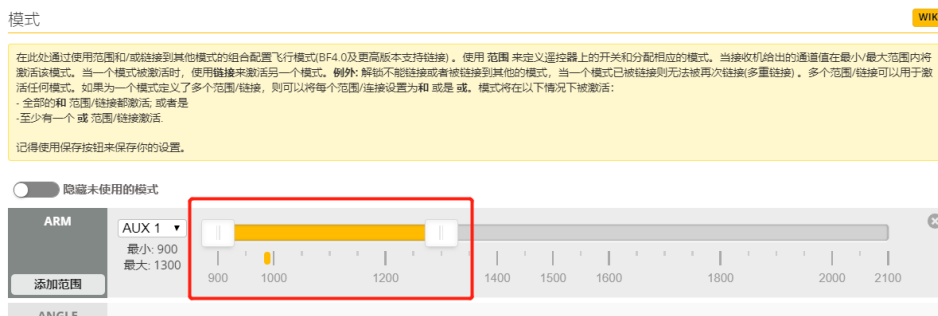 模式
WIK
在此处通过使用范围和/或链接到其他模式的组合配置飞行模式(BF4.0及更高版本支持链接) 。使用 范围 来定义遥控器上的开关和分配相应的模式。当接收机给出的通道值在最小/最大范围内将
激活该模式。当一个模式被激活时，使用链接来激活另一个模式。例外: 解锁不能链接或者被链接到其他的模式，当一个模式已被链接则无法被再次链接(多重链接) 。多个范围/链接可以用于激
活任何模式。如果为一个模式定义了多个范围/链接，则可以将每个范围/连接设置为和 或是 或。模式将在以下情况下被激活：
- 全部的和 范围/链接都激活; 或者是
-至少有一个 或 范围/链接激活.
记得使用保存按钮来保存你的设置。
隐藏未使用的模式
ARM
AUX 1
最小: 900
最大: 1300
添加范围
900 1000 1200 1400 1500 1600 1800 2000 2100
ANGLE